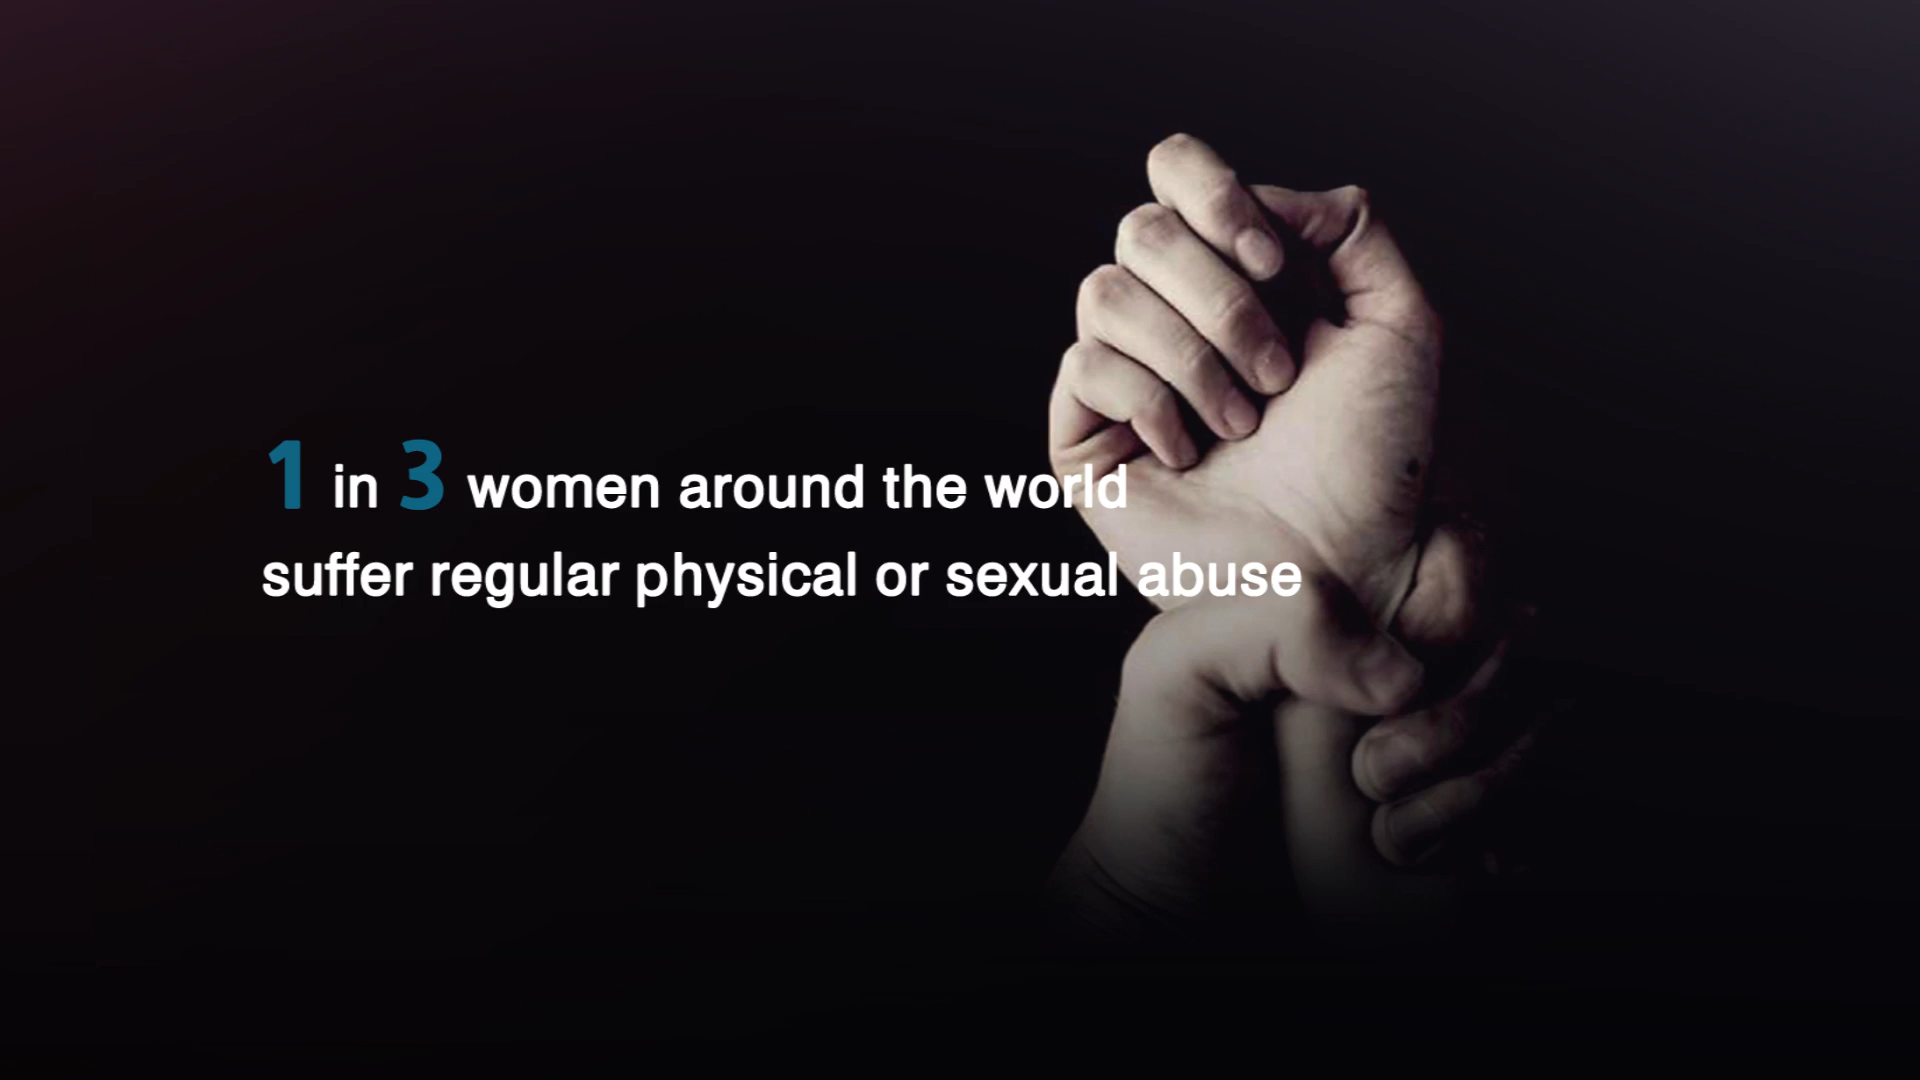 1 in 3 women around the world
suffer regular physical or sexual abuse